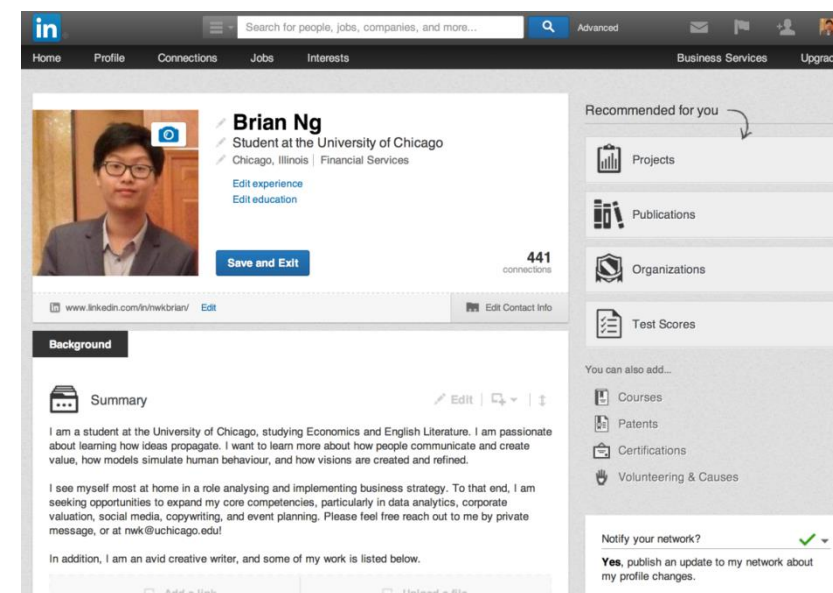 in
Search for people, jobs, companies, and more...
Advanced
Home Profile Connections Jobs Interests
Business Services Upgrad
Brian Ng
Student at the University of Chicago
Chicago, Illinois | Financial Services
Edit experience
Edit education
Save and Exit
441
connections
www.linkedin.com/in/nwkbrian/ Edit
Edit Contact Info
Background
Summary
Edit
I am a student at the University of Chicago, studying Economics and English Literature. I am passionate
about learning how ideas propagate. I want to learn more about how people communicate and create
value, how models simulate human behaviour, and how visions are created and refined.
I see myself most at home in a role analysing and implementing business strategy. To that end, I am
seeking opportunities to expand my core competencies, particularly in data analytics, corporate
valuation, social media, copywriting, and event planning. Please feel free reach out to me by private
message, or at nwk@uchicago.edu!
In addition, I am an avid creative writer, and some of my work is listed below.
Add a link
Upload a file
Recommended for you
Projects
Publications
Organizations
Test Scores
You can also add...
Courses
Patents
Certifications
Volunteering & Causes
Notify your network?
Yes, publish an update to my network about
my profile changes.